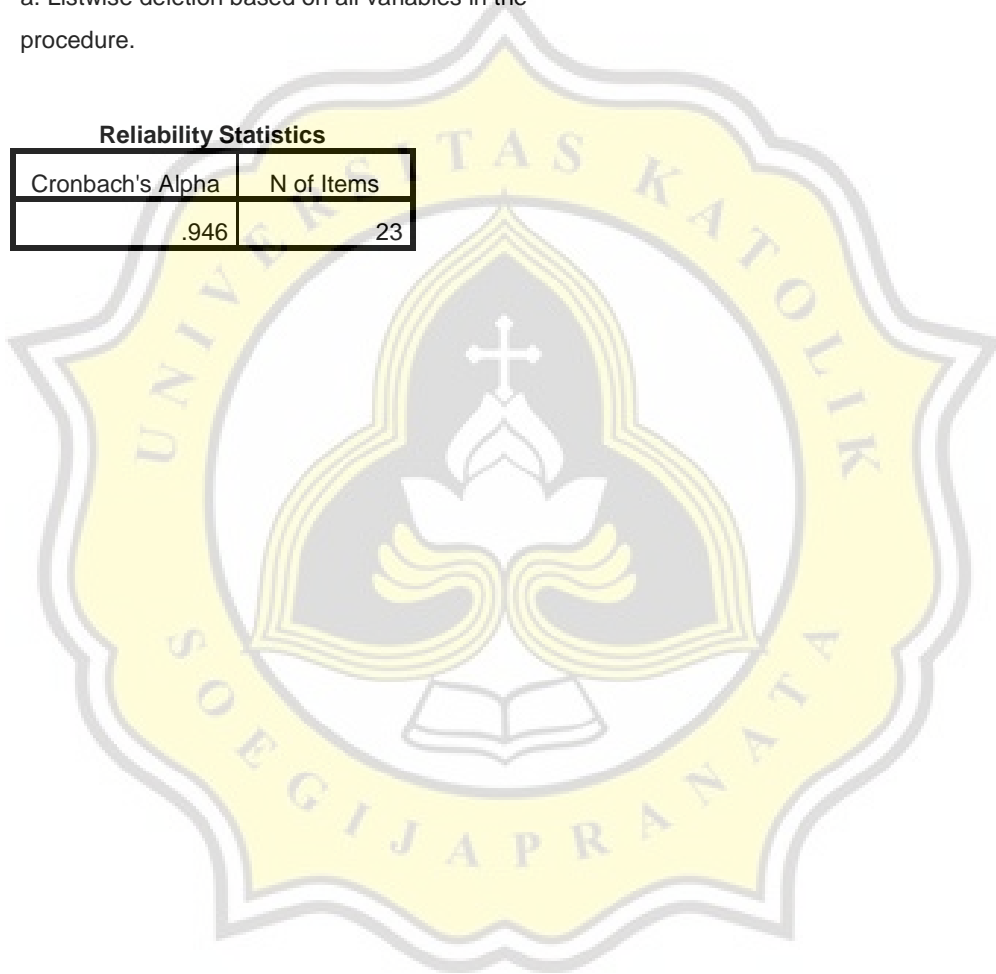 a. Listwise deletion based on all variables in the
procedure.
Reliability Statistics
Cronbach's Alpha N of Items
.946 23
UNIVERSITAS KATOLIK
SOEGIJAPRANATA